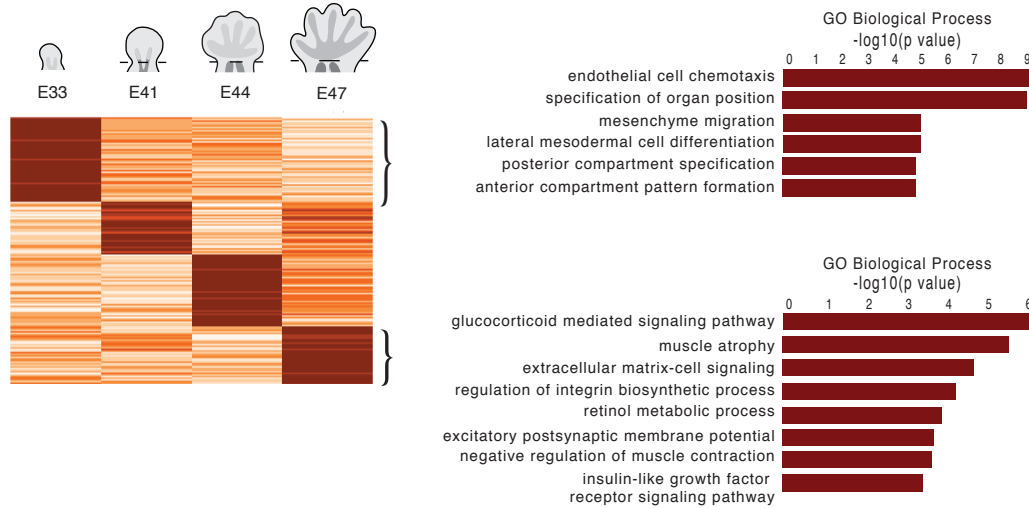 E33
E41
E44
E47
GO Biological Process
-log10(p value)
0 1 2 3 4 5 6 7 8 9
endothelial cell chemotaxis
specification of organ position
mesenchyme migration
lateral mesodermal cell differentiation
posterior compartment specification
anterior compartment pattern formation
GO Biological Process
-log10(p value)
0 1 2 3 4 5 6
glucocorticoid mediated signaling pathway
muscle atrophy
extracellular matrix-cell signaling
regulation of integrin biosynthetic process
retinol metabolic process
excitatory postsynaptic membrane potential
negative regulation of muscle contraction
insulin-like growth factor
receptor signaling pathway